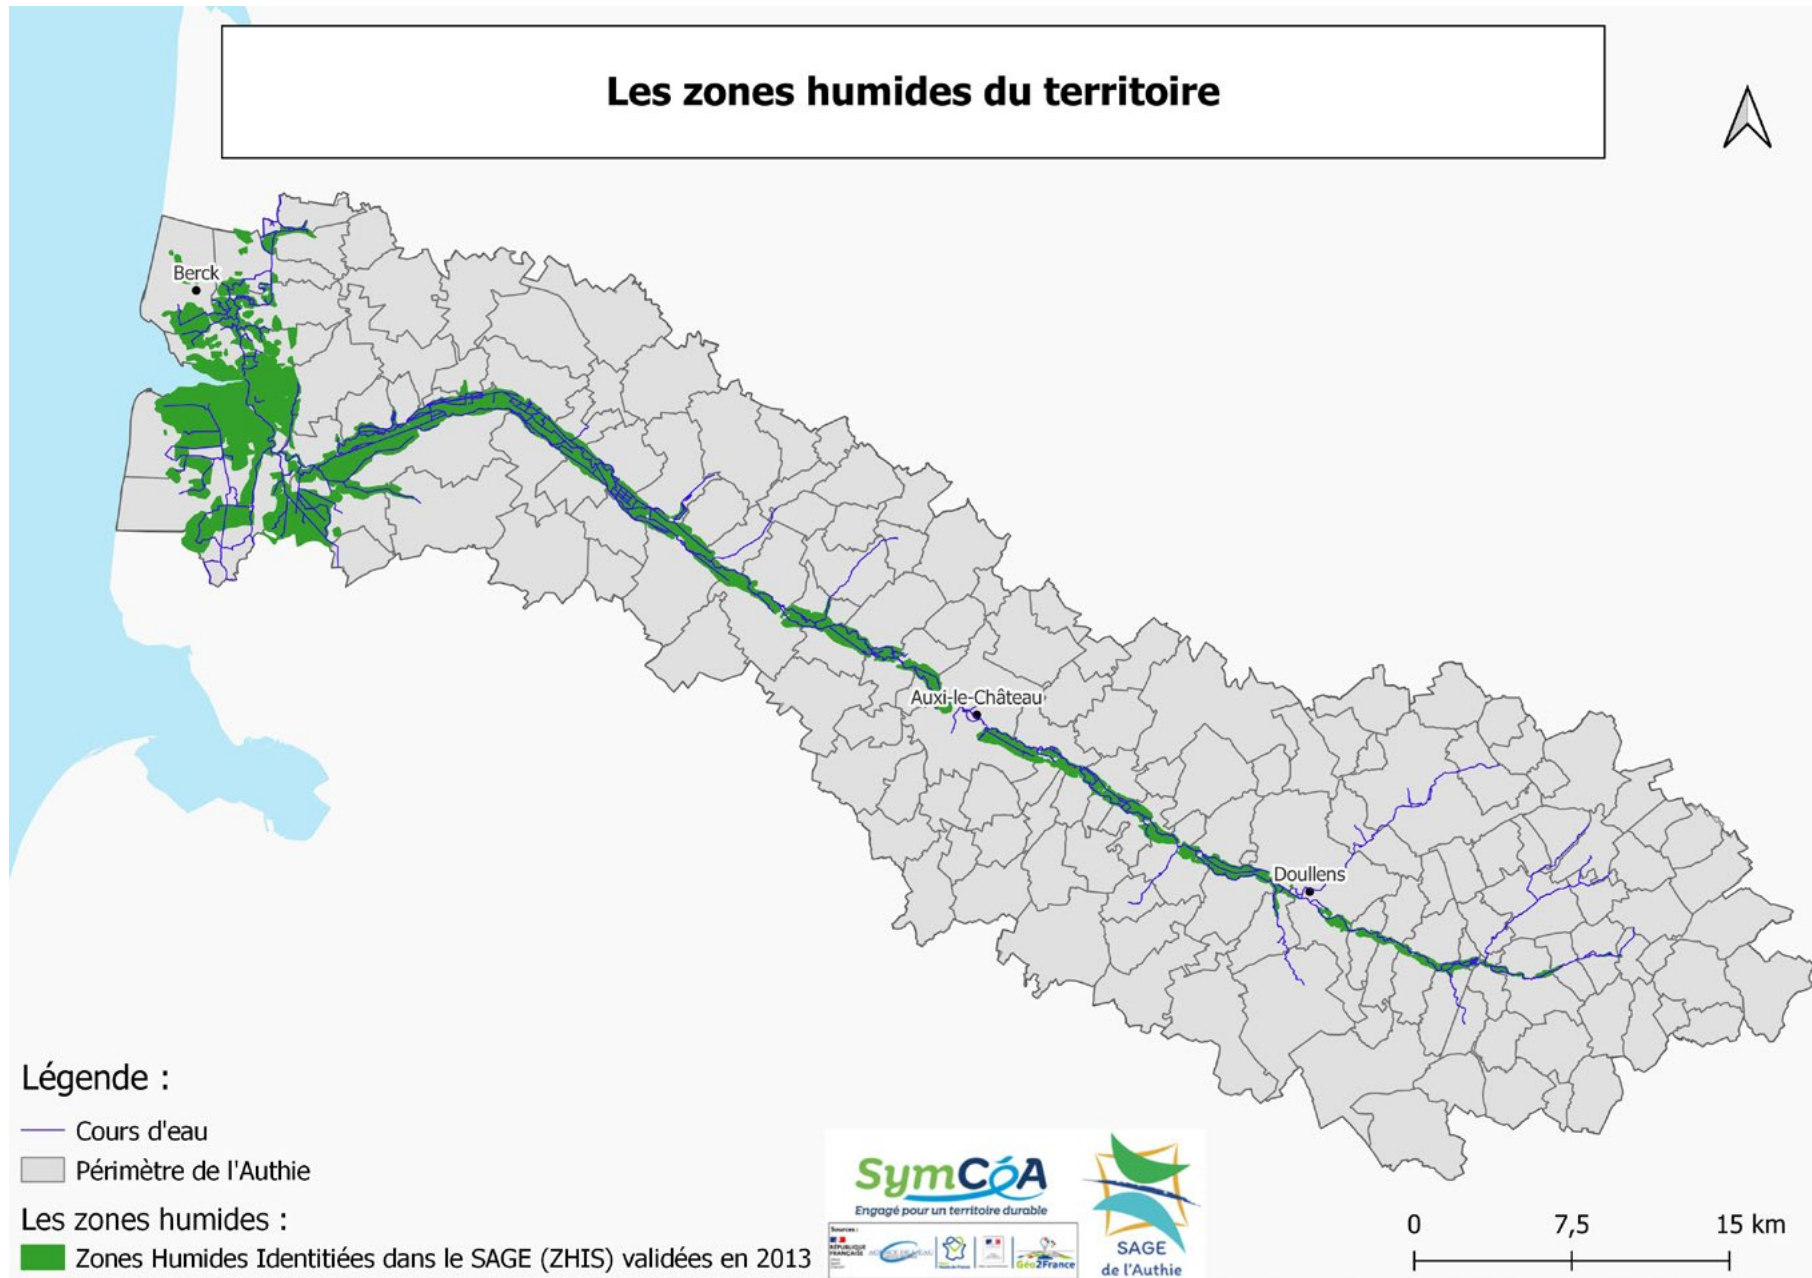 Les zones humides du territoire
Berck
Auxi-le-Château
Doullens
Légende :
Cours d'eau
Périmètre de l'Authie
Les zones humides :
Zones Humides Identitiées dans le SAGE (ZHIS) validées en 2013
SymCéA
Engagé pour un territoire durable
Sources :
RÉPUBLIQUE
FRANÇAISE
Géo2France
SAGE
de l'Authie
0 7,5 15 km